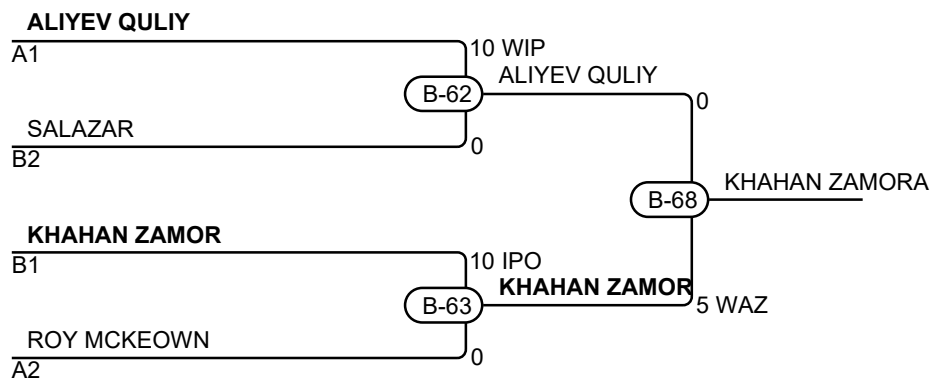 ALIYEV QULIY
A1
10 WIP
ALIYEV QULIY
B-62
0
SALAZAR
0
B2
KHAHAN ZAMORA
B-68
KHAHAN ZAMOR
B1
10 IPO
KHAHAN ZAMOR
B-63
5 WAZ
ROY MCKEOWN
0
A2